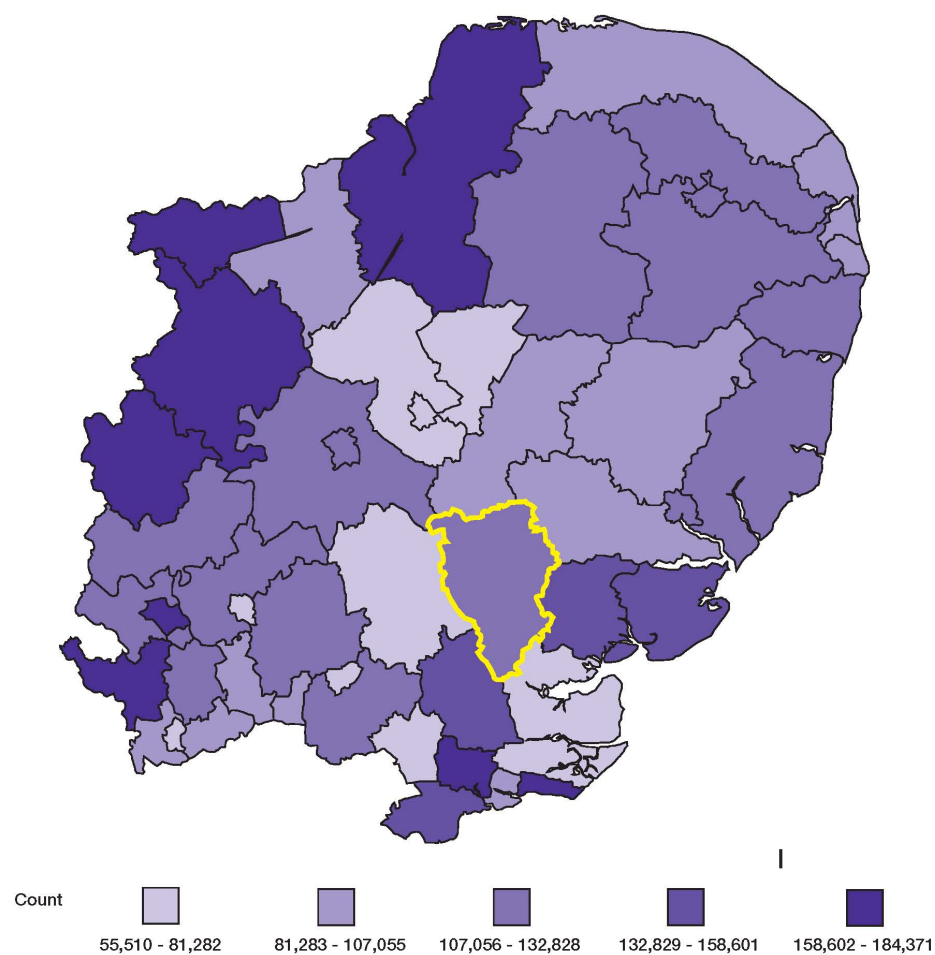 Count
55,510 - 81,282
81,283 - 107,055
107,056 - 132,828
132,829 - 158,601
158,602 - 184,371